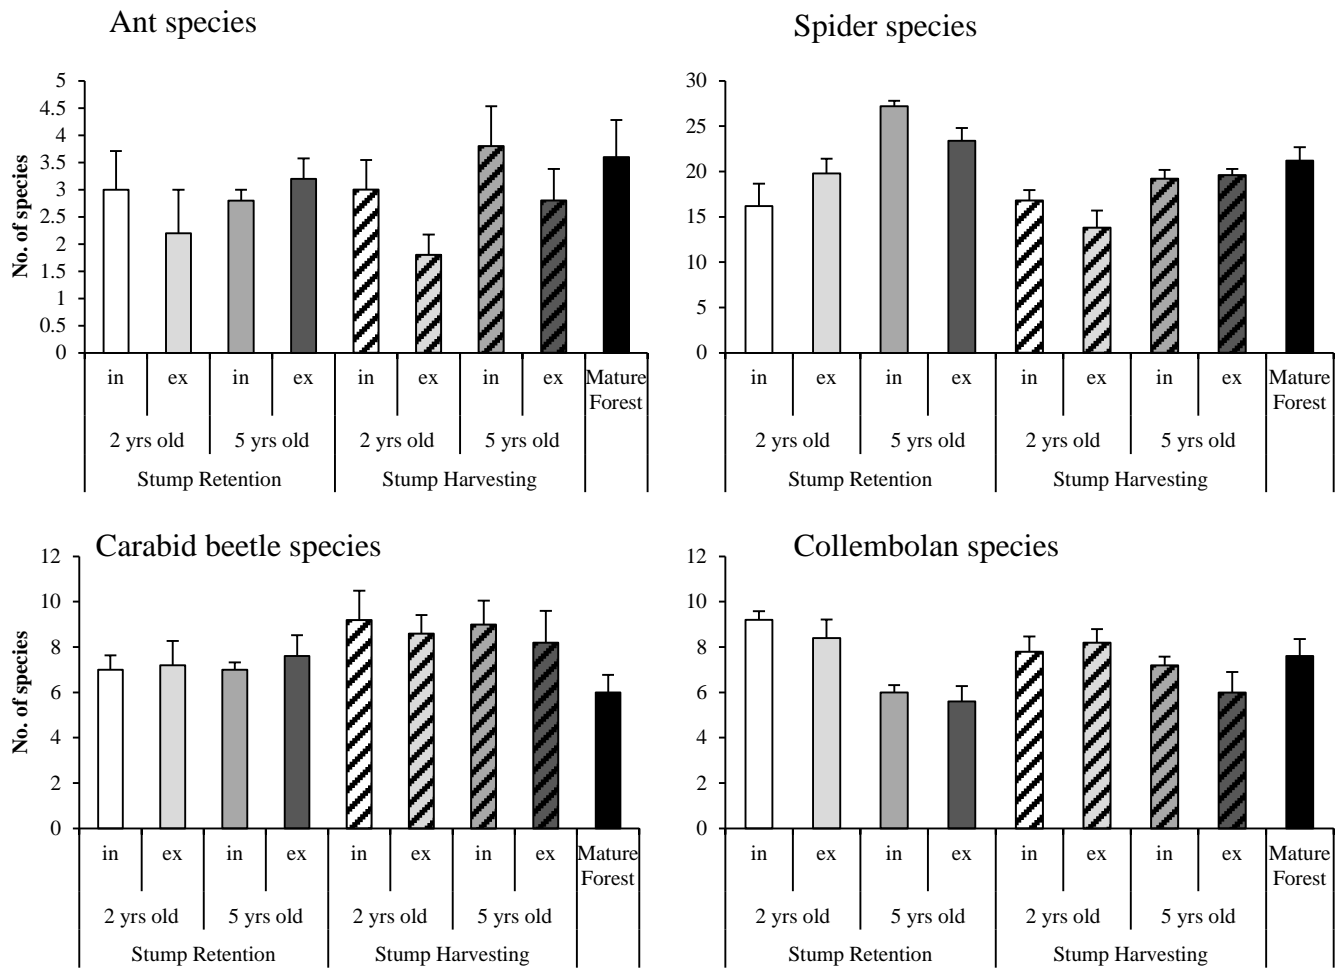 Ant species
No. of species
5
4.5
4
3.5
3
2.5
2
1.5
1
0.5
0
in ex in ex in ex in ex Mature Forest
2 yrs old 5 yrs old 2 yrs old 5 yrs old
Stump Retention Stump Harvesting
Spider species
30
25
20
15
10
5
0
in ex in ex in ex in ex Mature Forest
2 yrs old 5 yrs old 2 yrs old 5 yrs old
Stump Retention Stump Harvesting
Carabid beetle species
No. of species
12
10
8
6
4
2
0
in ex in ex in ex in ex Mature Forest
2 yrs old 5 yrs old 2 yrs old 5 yrs old
Stump Retention Stump Harvesting
Collembolan species
12
10
8
6
4
2
0
in ex in ex in ex in ex Mature Forest
2 yrs old 5 yrs old 2 yrs old 5 yrs old
Stump Retention Stump Harvesting